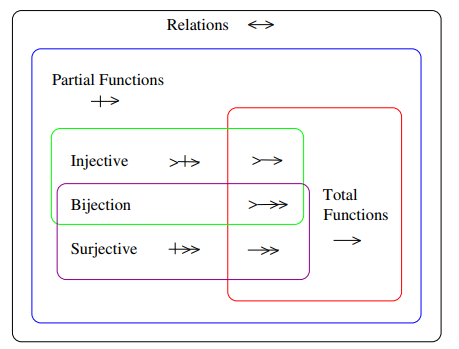 Relations ↔
Partial Functions
⇸
Injective ⤔ ↣
Bijection ⤖
Total
Functions
→
Surjective ⤀ ↠